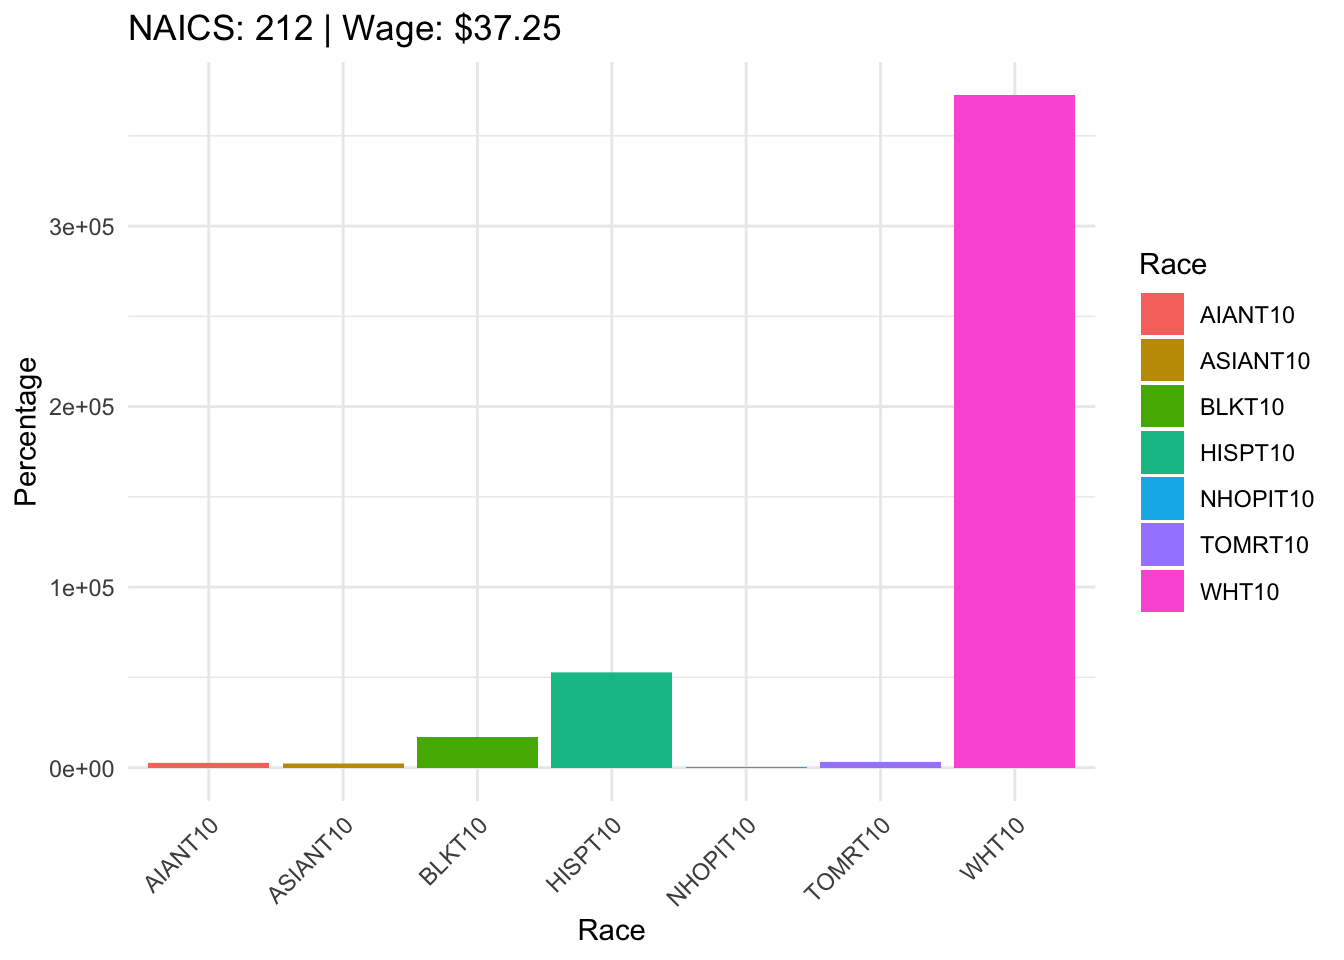 NAICS: 212 | Wage: $37.25
Percentage
3e+05
2e+05
1e+05
0e+00
AIANT10
ASIANT10
BLKT10
HISPT10
NHOPIT10
TOMRT10
WHT10
Race
Race
AIANT10
ASIANT10
BLKT10
HISPT10
NHOPIT10
TOMRT10
WHT10